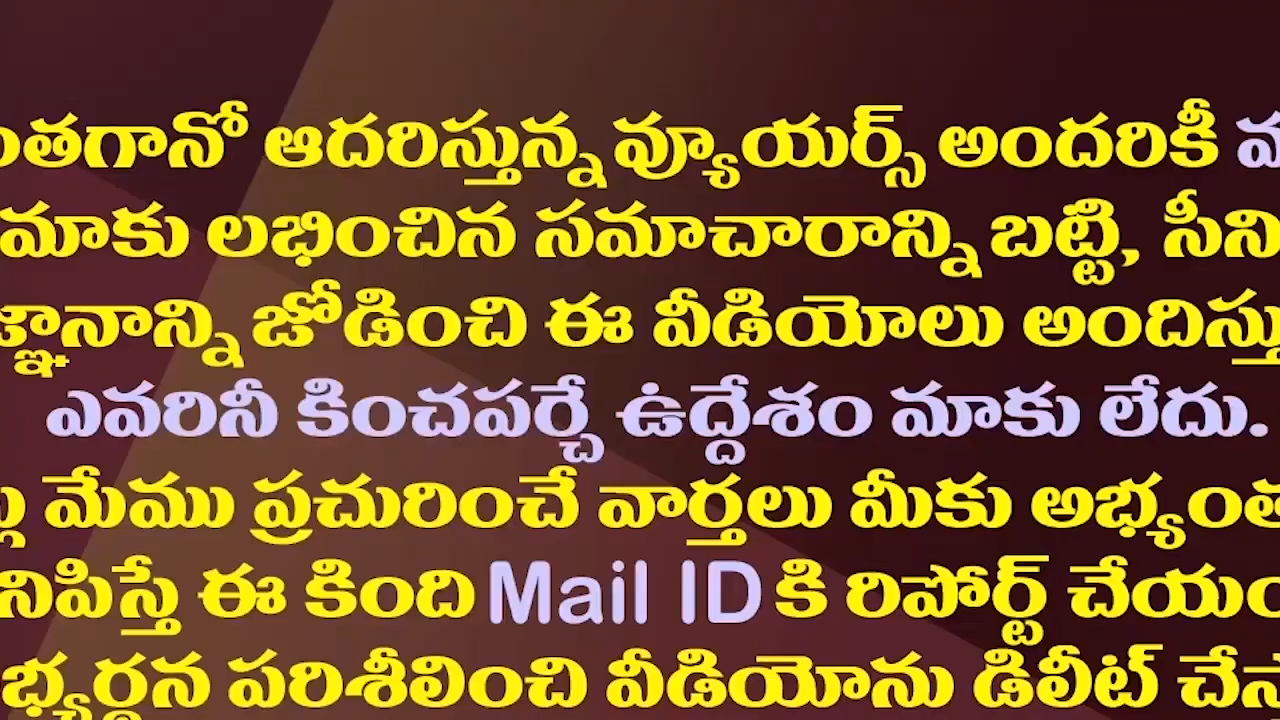 ఆదరిస్తున్న వ్యూయర్స్ అందరికీ
మాకు లభించిన సమాచారాన్ని బట్టి,
జోడించి ఈ వీడియోలు
ఎవరినీ కించపర్చే ఉద్దేశం మాకు లేదు.
మేము ప్రచురించే వార్తలు మీకు
ఈ కింది Mail ID కి రిపోర్ట్
పరిశీలించి వీడియోను డిలీట్